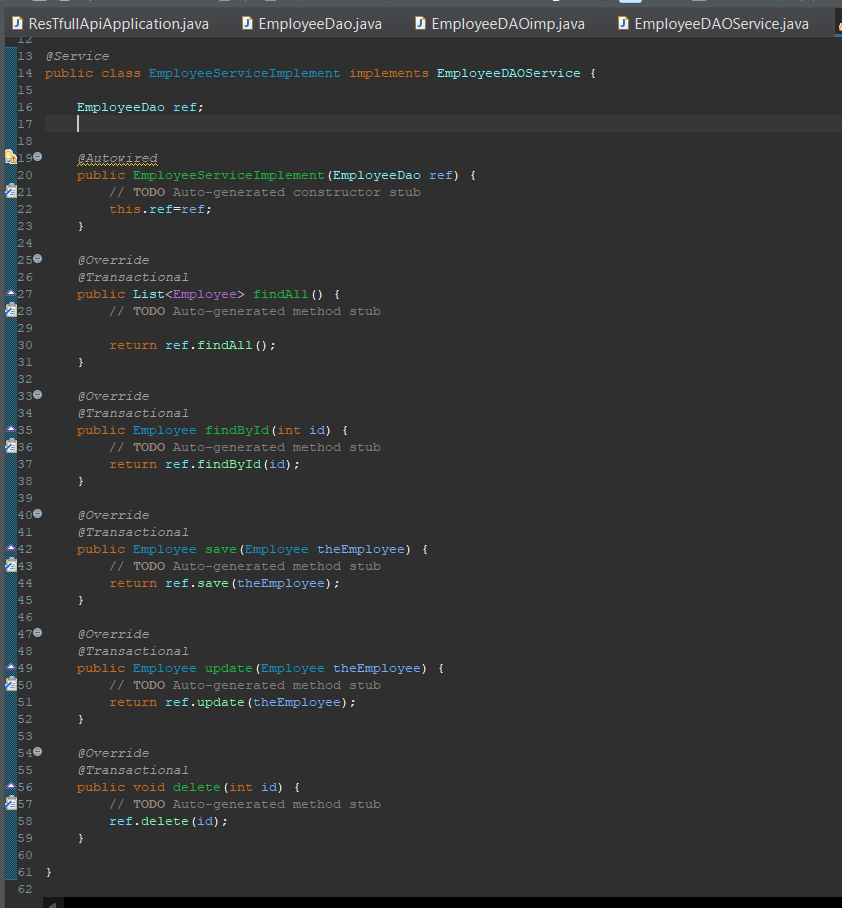 ResTfullApiApplication.java EmployeeDao.java EmployeeDAOimp.java EmployeeDAOService.java
12
13 @Service
14 public class EmployeeServiceImplement implements EmployeeDAOService {
15
16 EmployeeDao ref;
17
18
19 @Autowired
20 public EmployeeServiceImplement(EmployeeDao ref) {
21 // TODO Auto-generated constructor stub
22 this.ref=ref;
23 }
24
25 @Override
26 @Transactional
27 public List<Employee> findAll() {
28 // TODO Auto-generated method stub
29
30 return ref.findAll();
31 }
32
33 @Override
34 @Transactional
35 public Employee findById(int id) {
36 // TODO Auto-generated method stub
37 return ref.findById(id);
38 }
39
40 @Override
41 @Transactional
42 public Employee save(Employee theEmployee) {
43 // TODO Auto-generated method stub
44 return ref.save(theEmployee);
45 }
46
47 @Override
48 @Transactional
49 public Employee update(Employee theEmployee) {
50 // TODO Auto-generated method stub
51 return ref.update(theEmployee);
52 }
53
54 @Override
55 @Transactional
56 public void delete(int id) {
57 // TODO Auto-generated method stub
58 ref.delete(id);
59 }
60
61 }
62